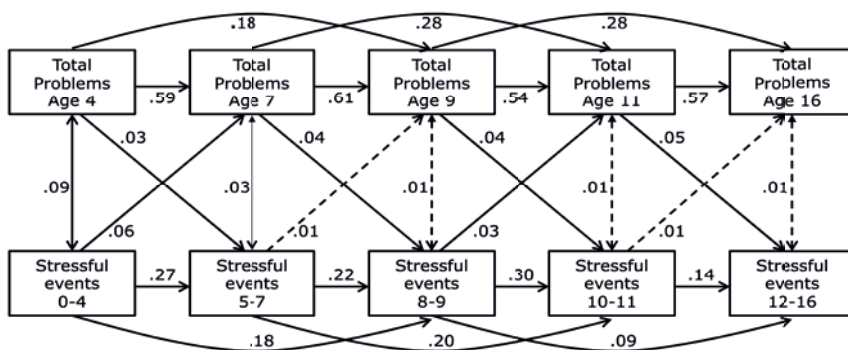 .18 .28 .28
Total Problems Age 4
Total Problems Age 7
Total Problems Age 9
Total Problems Age 11
Total Problems Age 16
.59 .61 .54 .57
.03 .04 .04 .05
.09 .03 .01 .01 .01
.06 .01 .03 .01
Stressful events 0-4
Stressful events 5-7
Stressful events 8-9
Stressful events 10-11
Stressful events 12-16
.27 .22 .30 .14
.18 .20 .09